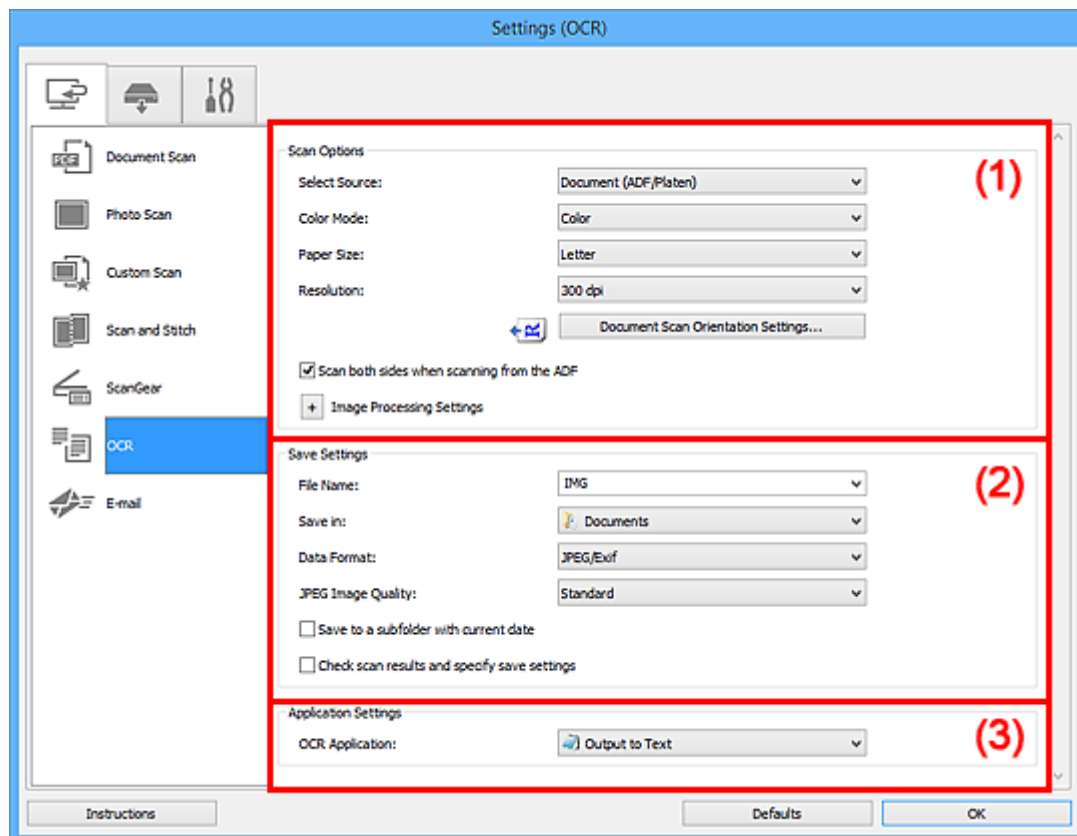 Settings (OCR)
PDF
Document Scan
Photo Scan
Custom Scan
Scan and Stitch
ScanGear
OCR
E-mail
Scan Options
(1)
Select Source: Document (ADF/Platen)
Color Mode: Color
Paper Size: Letter
Resolution: 300 dpi
R Document Scan Orientation Settings...
Scan both sides when scanning from the ADF
+ Image Processing Settings
Save Settings
(2)
File Name: IMG
Save in: Documents
Data Format: JPEG/Exif
JPEG Image Quality: Standard
Save to a subfolder with current date
Check scan results and specify save settings
Application Settings
(3)
OCR Application: Output to Text
Instructions Defaults OK